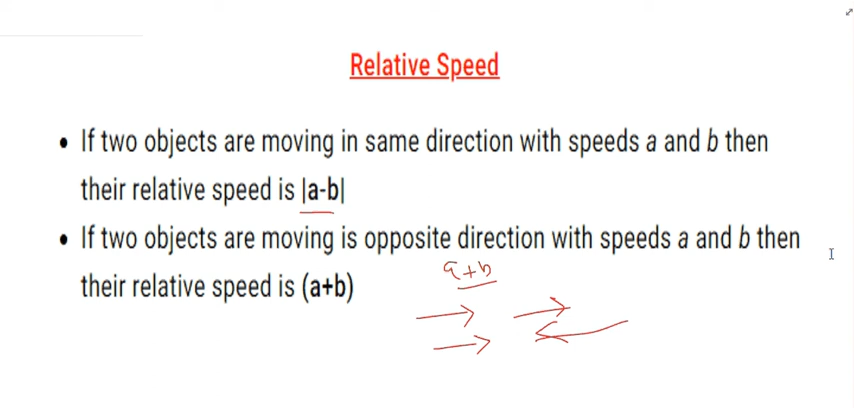 Relative Speed
• If two objects are moving in same direction with speeds a and b then
their relative speed is |a-b|
• If two objects are moving is opposite direction with speeds a and b then
a+b
their relative speed is (a+b)